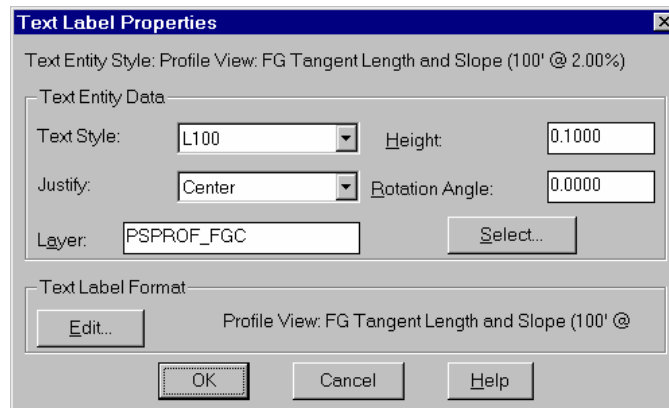 Text Label Properties
Text Entity Style: Profile View: FG Tangent Length and Slope (100' @ 2.00%)
Text Entity Data
Text Style: L100 Height: 0.1000
Justify: Center Rotation Angle: 0.0000
Layer: PSPROF_FGC Select...
Text Label Format
Edit... Profile View: FG Tangent Length and Slope (100' @
OK Cancel Help